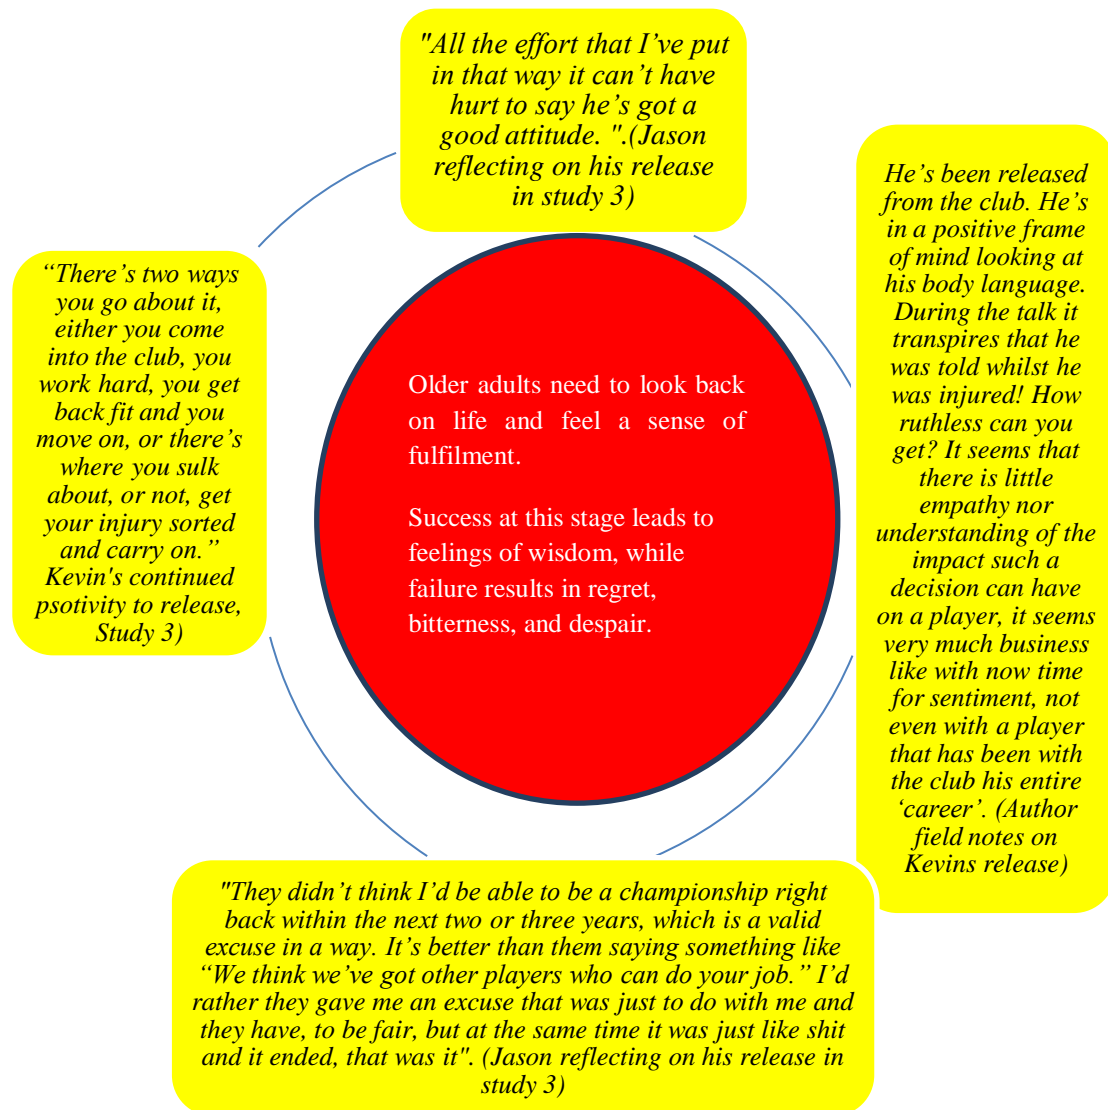 "All the effort that I’ve put
in that way it can’t have
hurt to say he’s got a
good attitude. ".(Jason
reflecting on his release
in study 3)
He’s been released
from the club. He’s
in a positive frame
of mind looking at
his body language.
During the talk it
transpires that he
was told whilst he
was injured! How
ruthless can you
get? It seems that
there is little
empathy nor
understanding of the
impact such a
decision can have
on a player, it seems
very much business
like with now time
for sentiment, not
even with a player
that has been with
the club his entire
‘career’. (Author
field notes on
Kevins release)
"They didn’t think I’d be able to be a championship right
back within the next two or three years, which is a valid
excuse in a way. It’s better than them saying something like
“We think we’ve got other players who can do your job.” I’d
rather they gave me an excuse that was just to do with me and
they have, to be fair, but at the same time it was just like shit
and it ended, that was it". (Jason reflecting on his release in
study 3)
“There’s two ways
you go about it,
either you come
into the club, you
work hard, you get
back fit and you
move on, or there’s
where you sulk
about, or not, get
your injury sorted
and carry on.”
Kevin's continued
psotivity to release,
Study 3)
Older adults need to look back
on life and feel a sense of
fulfilment.
Success at this stage leads to
feelings of wisdom, while
failure results in regret,
bitterness, and despair.